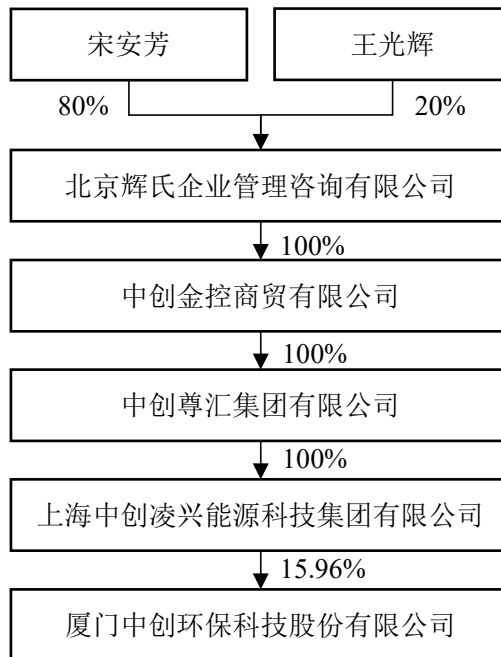 宋安芳
王光辉
80%
20%
北京辉氏企业管理咨询有限公司
100%
中创金控商贸有限公司
100%
中创尊汇集团有限公司
100%
上海中创凌兴能源科技集团有限公司
15.96%
厦门中创环保科技股份有限公司